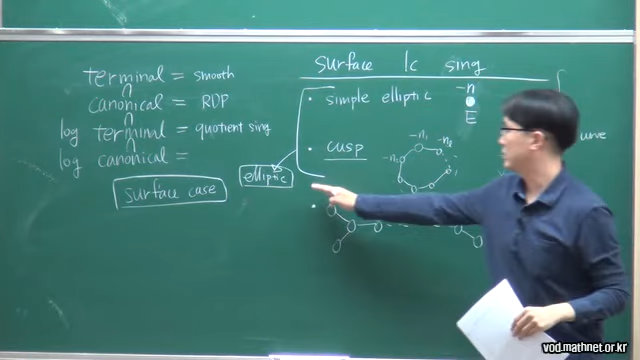 terminal = smooth
∩
canonical = RDP
∩
log terminal = quotient sing
∩
log canonical =
surface case
elliptic
Surface lc sing
• simple elliptic
-n
E
• cusp
-n₁
-n₂
vod.mathnet.or.kr